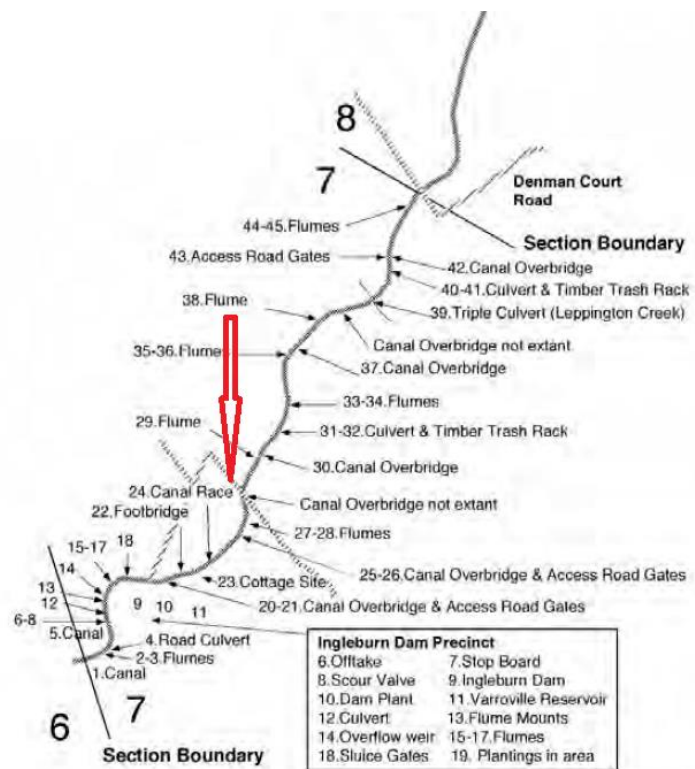 8
7
Denman Court
Road
44-45.Flumes
Section Boundary
43.Access Road Gates
42.Canal Overbridge
40-41.Culvert & Timber Trash Rack
38.Flume
39.Triple Culvert (Leppington Creek)
Canal Overbridge not extant
35-36.Flume
37.Canal Overbridge
33-34.Flumes
29.Flume
31-32.Culvert & Timber Trash Rack
30.Canal Overbridge
24.Canal Race
Canal Overbridge not extant
22.Footbridge
27-28.Flumes
18
15-17
14
25-26.Canal Overbridge & Access Road Gates
23.Cottage Site
13
12
9 10 11
20-21.Canal Overbridge & Access Road Gates
6-8
5.Canal
4.Road Culvert
2-3.Flumes
1.Canal
6
7
Section Boundary
Ingleburn Dam Precinct
6.Offtake 7.Stop Board
8.Scour Valve 9.Ingleburn Dam
10.Dam Plant 11.Varroville Reservoir
12.Culvert 13.Flume Mounts
14.Overflow weir 15-17.Flumes
18.Sluice Gates 19. Plantings in area